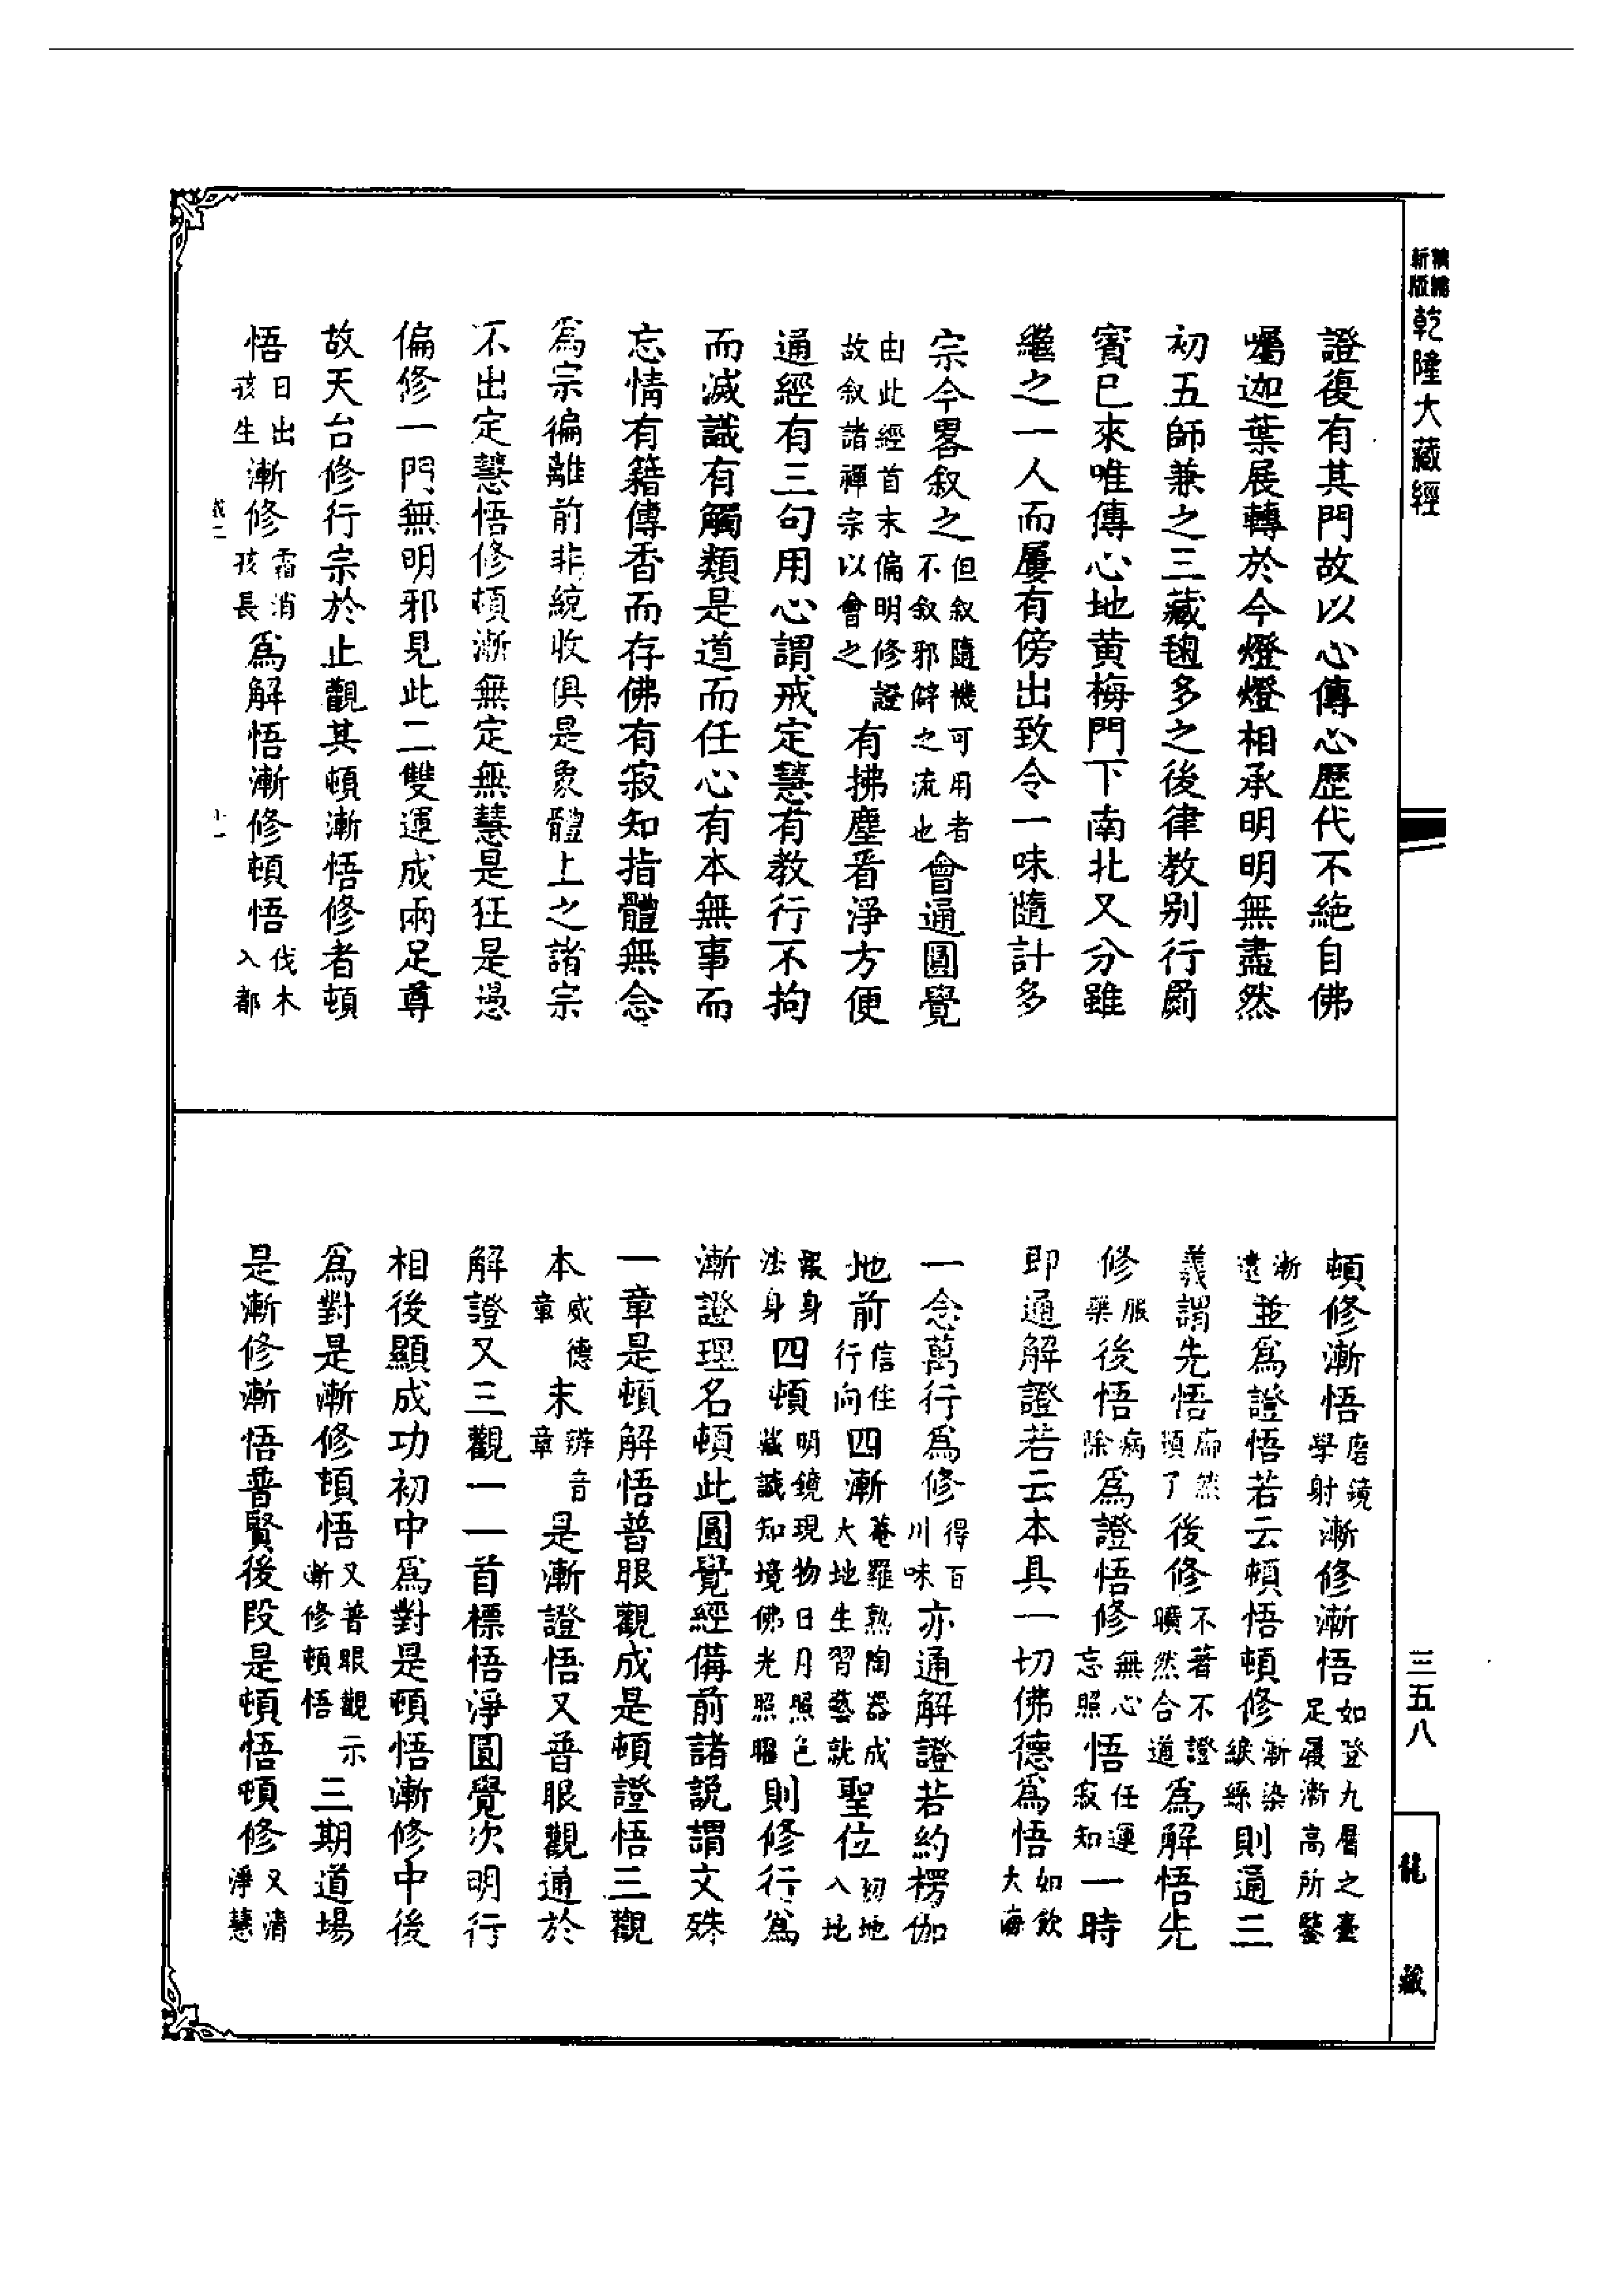 新編
新版
乾隆大藏經
證復有其門故以心傳心歷代不絶自佛
囑迦葉展轉於今燈燈相承明明無盡然
初五師兼之三藏毱多之後律教别行罽
賓已來唯傳心地黄梅門下南北又分雖
繼之一人而屢有傍出致令一味隨計多
宗今畧叙之但叙隨機可用者不叙邪僻之流也會通圓覺
由此經首末偏明修證故叙諸禪宗以會之有拂塵看淨方便
通經有三句用心謂戒定慧有教行不拘
而滅識有觸類是道而任心有本無事而
忘情有籍傳香而存佛有寂知指體無念
爲宗徧離前非統收俱是象體上之諸宗
不出定慧悟修頓漸無定無慧是狂是愚
偏修一門無明邪見此二雙運成兩足尊
故天台修行宗於止觀其頓漸悟修者頓
悟日出孩生漸修霜消孩長爲解悟漸修頓悟伐木入都
頓修漸悟磨鏡學射漸修漸悟如登九層之臺足履漸高所鑒
漸遠並爲證悟若云頓悟頓修漸染綟絲則通三
義謂先悟廓然頓了後修不著不證曠然合道爲解悟先
修服藥後悟病除爲證悟修無心忘照悟任運寂知一時
即通解證若云本具一切佛德爲悟如飲大海
一念萬行爲修得百川味亦通解證若約楞伽
地前信住行向四漸菴羅熟陶器成大地生習藝就聖位初地入地
報身法身四頓明鏡現物日月照色藏識知境佛光照曜則修行爲
漸證理名頓此圓覺經備前諸説謂文殊
一章是頓解悟普眼觀成是頓證悟三觀
本威德章末辨音章是漸證悟又普眼觀通於
解證又三觀一一首標悟淨圓覺次明行
相後顯成功初中爲對是頓悟漸修中後
爲對是漸修頓悟又普眼觀示漸修頓悟三期道場
是漸修漸悟普賢後段是頓悟頓修又清淨慧
三五八
龍藏